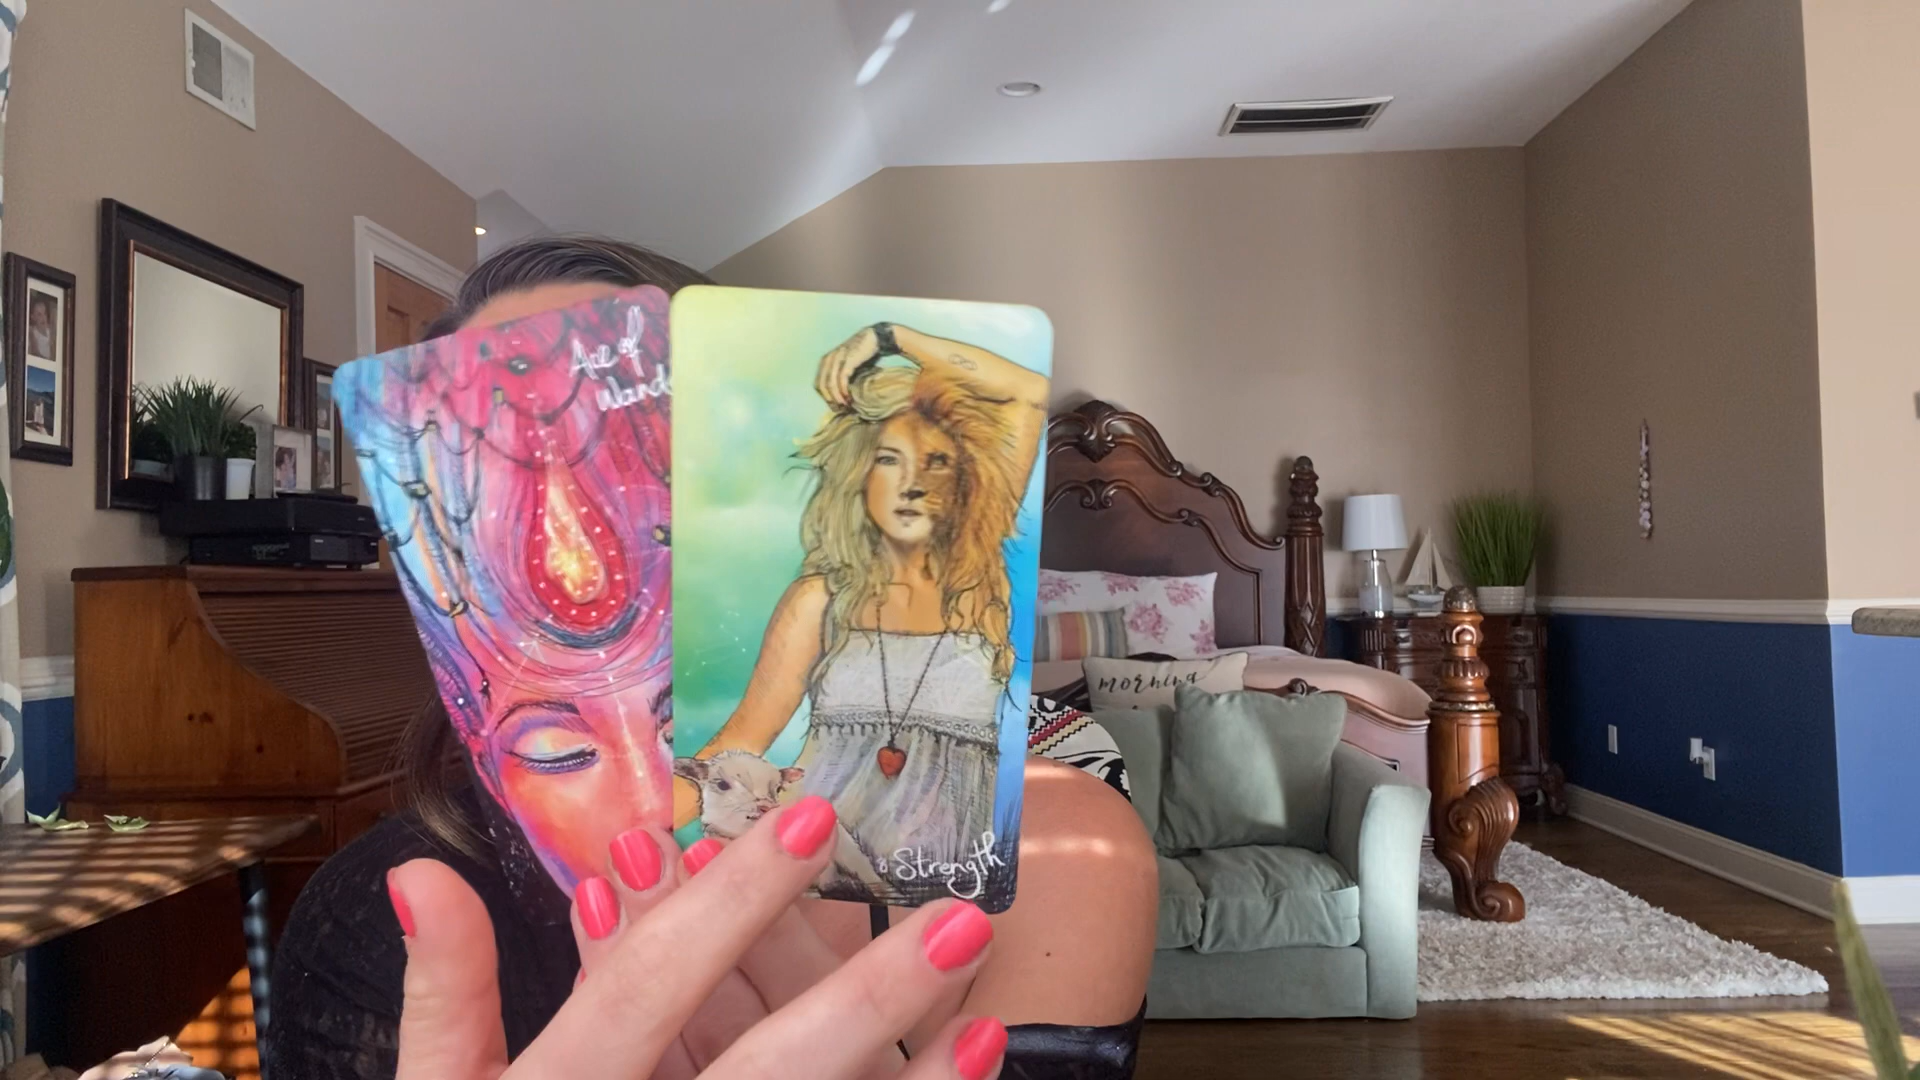 Ace of
Wands
8 Strength
morning